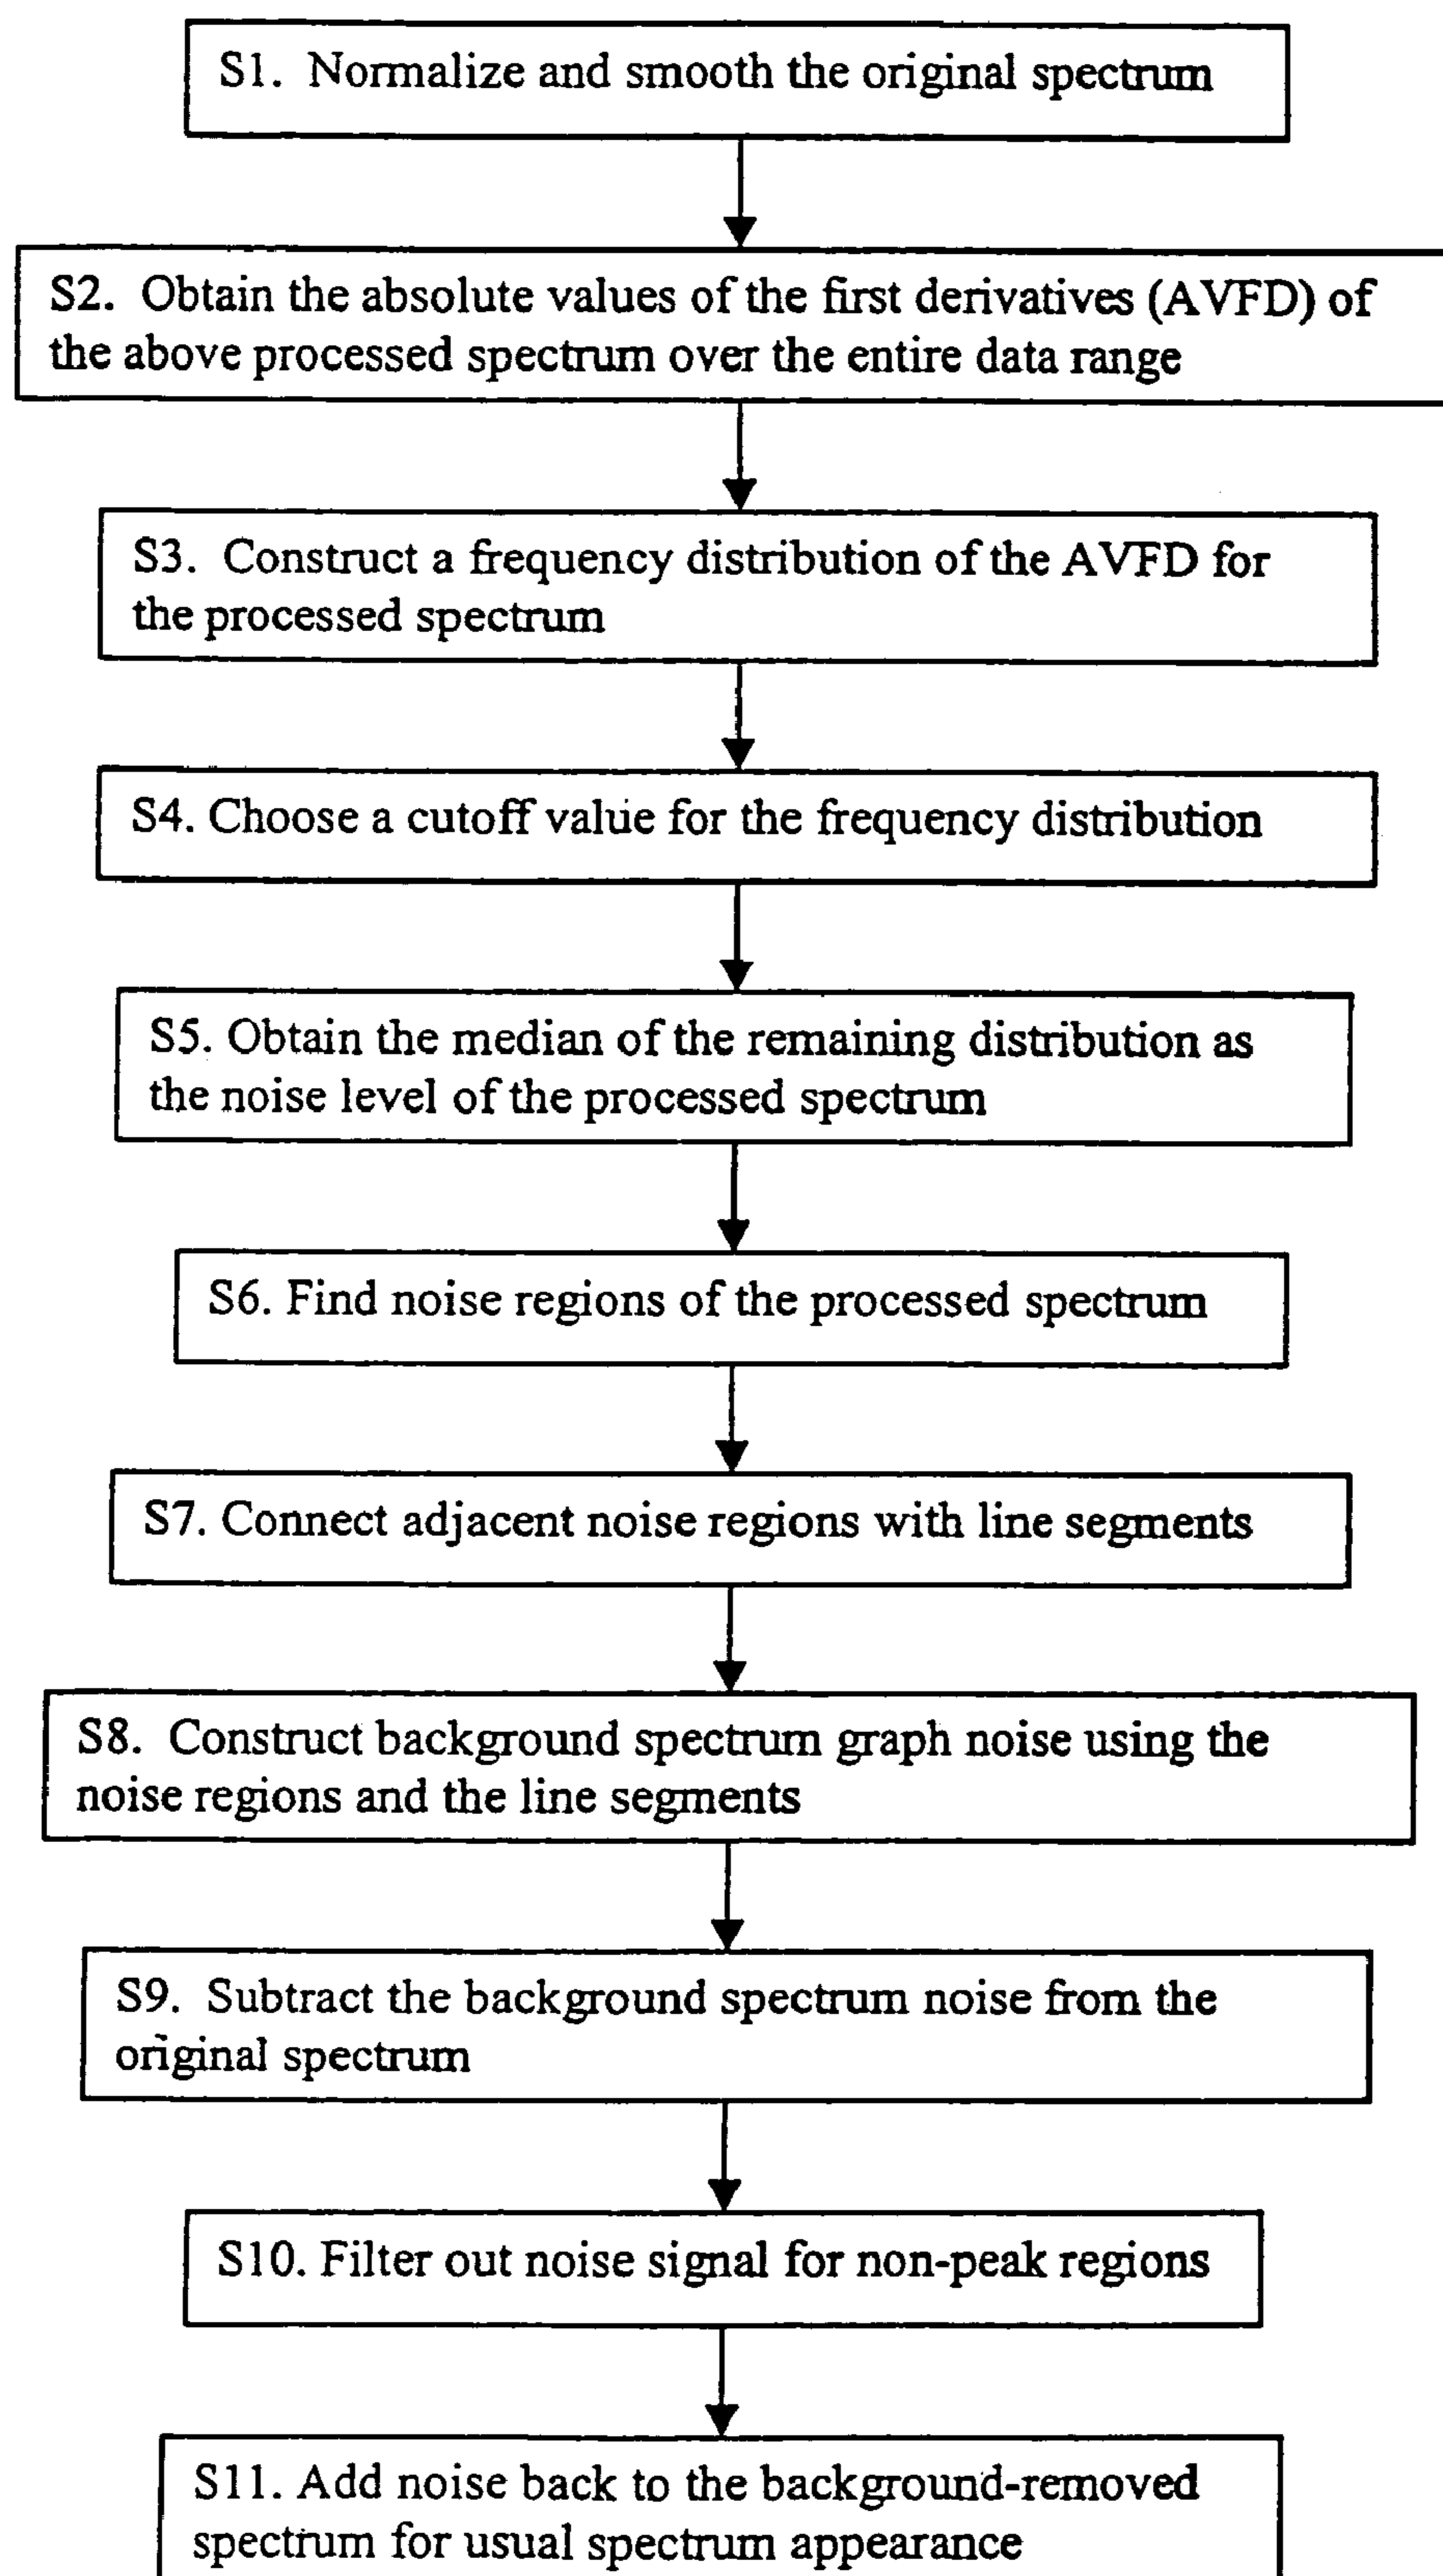 S1. Normalize and smooth the original spectrum
S2. Obtain the absolute values of the first derivatives (AVFD) of
the above processed spectrum over the entire data range
S3. Construct a frequency distribution of the AVFD for
the processed spectrum
S4. Choose a cutoff value for the frequency distribution
S5. Obtain the median of the remaining distribution as
the noise level of the processed spectrum
S6. Find noise regions of the processed spectrum
S7. Connect adjacent noise regions with line segments
S8. Construct background spectrum graph noise using the
noise regions and the line segments
S9. Subtract the background spectrum noise from the
original spectrum
S10. Filter out noise signal for non-peak regions
S11. Add noise back to the background-removed
spectrum for usual spectrum appearance